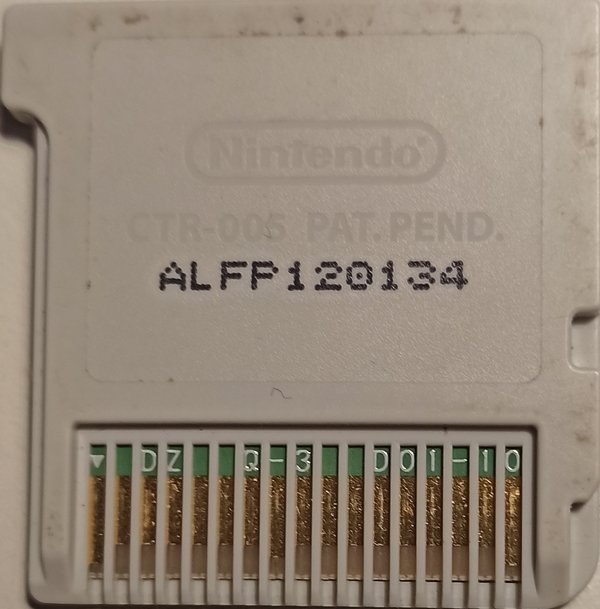 Nintendo
CTR-005 PAT. PEND.
ALFP120134
DZ Q-3 D01-10